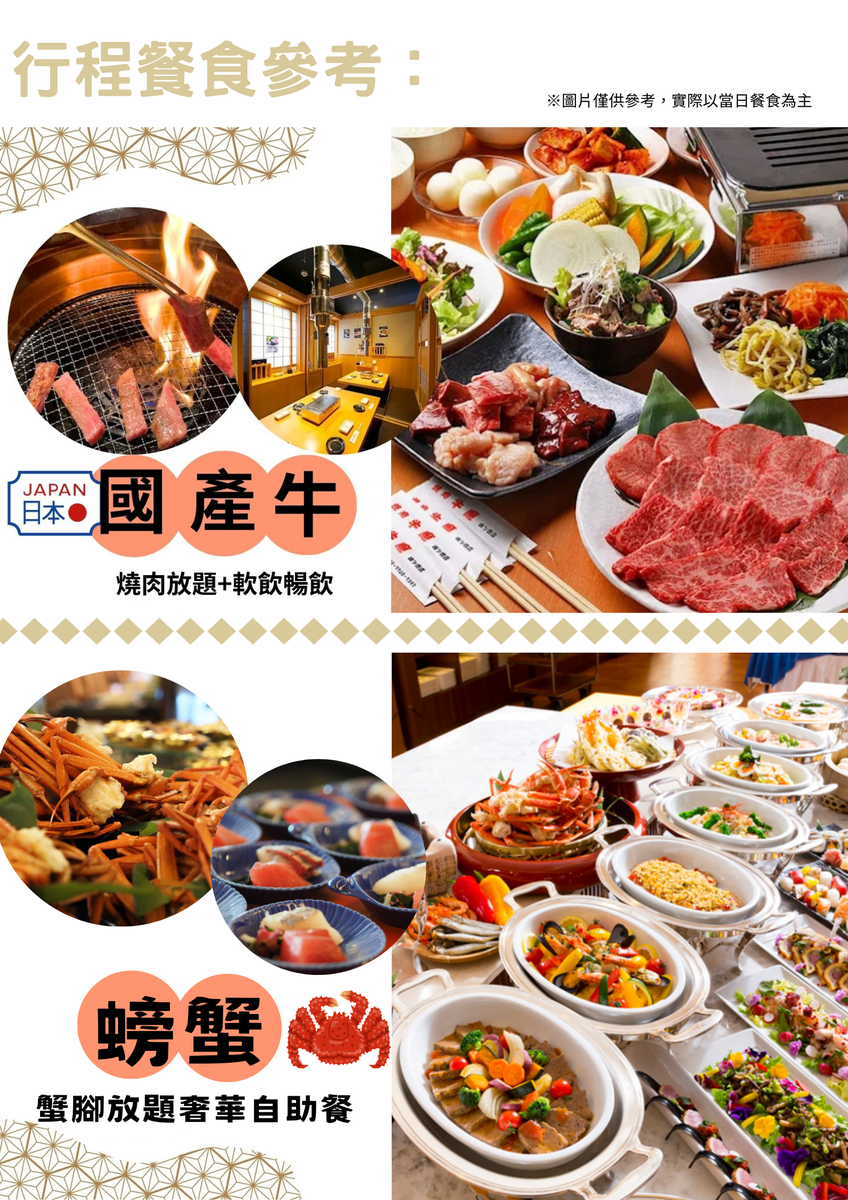 行程餐食參考：
※圖片僅供參考，實際以當日餐食為主
JAPAN
日本
國產牛
燒肉放題+軟飲暢飲
螃蟹
蟹腳放題奢華自助餐